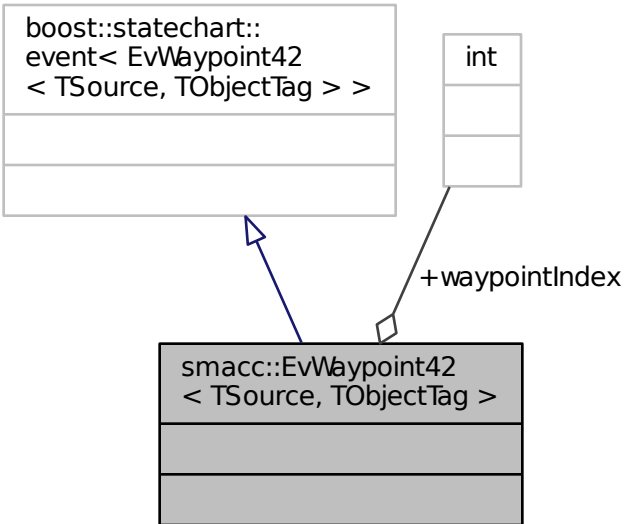 boost::statechart::
event< EvWaypoint42
< TSource, TObjectTag > >
int
+waypointIndex
smacc::EvWaypoint42
< TSource, TObjectTag >